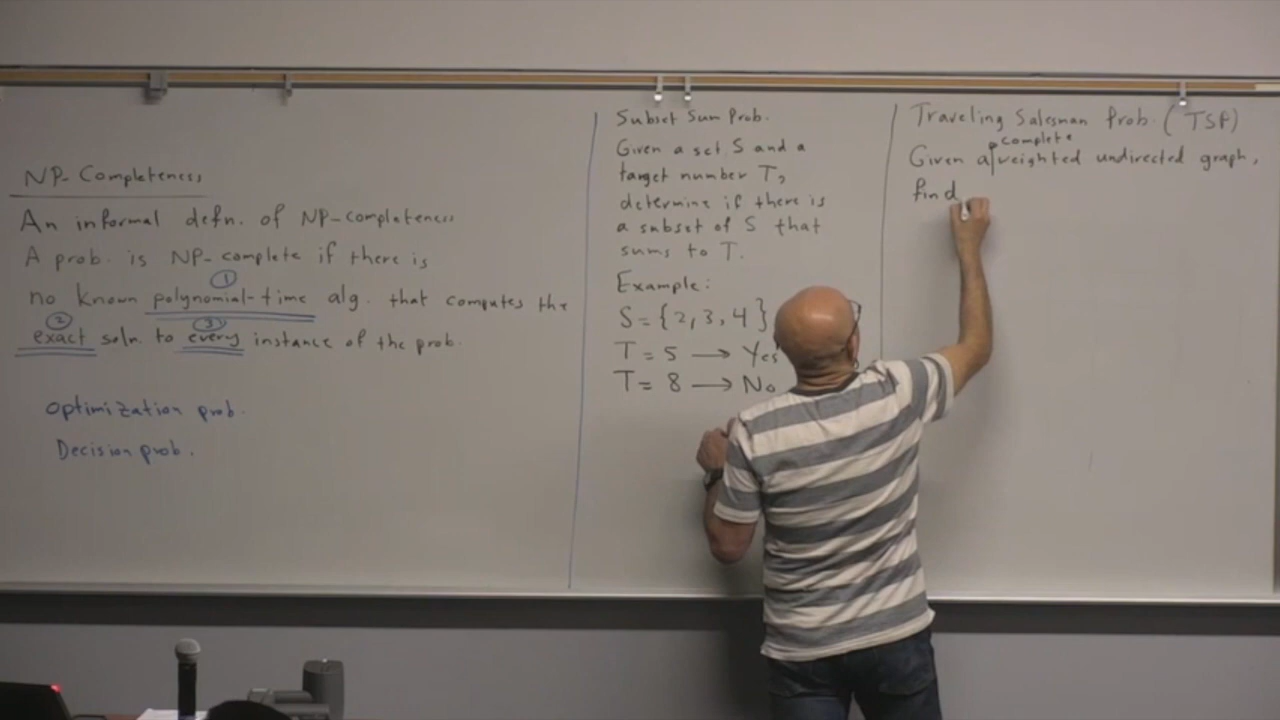 NP-Completeness
An informal defn. of NP-completeness
A prob. is NP-complete if there is
1
no known polynomial-time alg. that computes the
2 3
exact soln. to every instance of the prob.
Optimization prob.
Decision prob.
Subset Sum Prob.
Given a set S and a
target number T,
determine if there is
a subset of S that
sums to T.
Example:
S = {2, 3, 4}
T = 5 → Yes
T = 8 → No
Traveling Salesman Prob. (TSP)
complete
Given a weighted undirected graph,
find